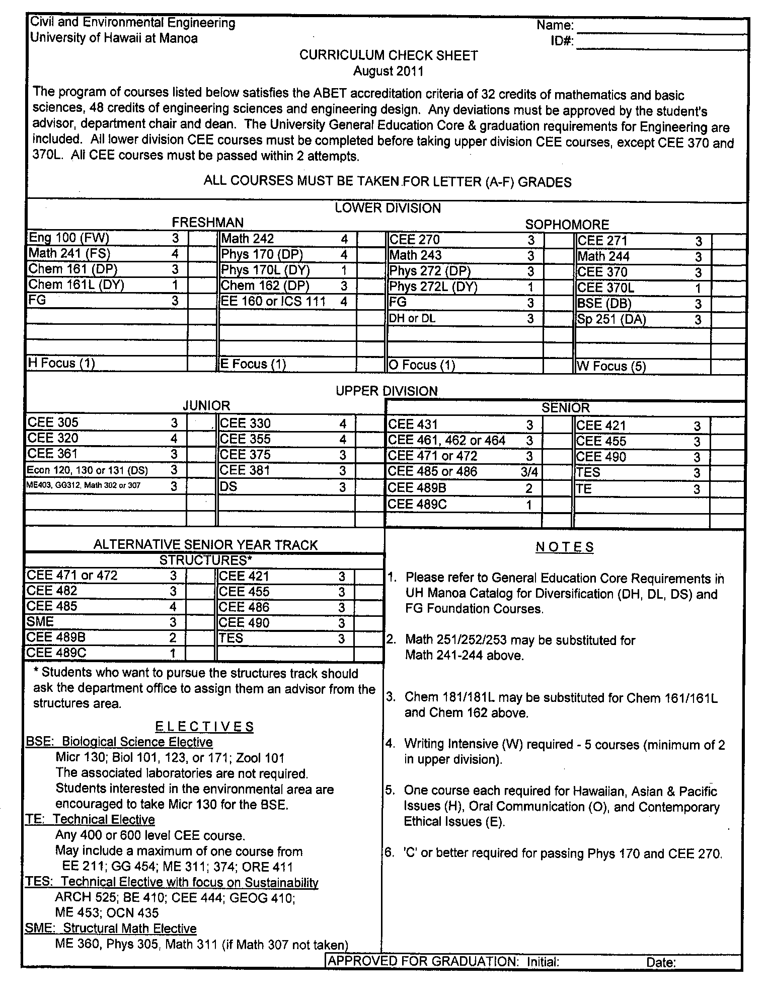 Civil and Environmental Engineering
Name:
University of Hawaii at Manoa
ID#:
CURRICULUM CHECK SHEET
August 2011
The program of courses listed below satisfies the ABET accreditation criteria of 32 credits of mathematics and basic
sciences, 48 credits of engineering sciences and engineering design. Any deviations must be approved by the student's
advisor, department chair and dean. The University General Education Core & graduation requirements for Engineering are
included. All lower division CEE courses must be completed before taking upper division CEE courses, except CEE 370 and
370L. All CEE courses must be passed within 2 attempts.
ALL COURSES MUST BE TAKEN FOR LETTER (A-F) GRADES
LOWER DIVISION
FRESHMAN SOPHOMORE
Eng 100 (FW) 3 Math 242 4 CEE 270 3 CEE 271 3
Math 241 (FS) 4 Phys 170 (DP) 4 Math 243 3 Math 244 3
Chem 161 (DP) 3 Phys 170L (DY) 1 Phys 272 (DP) 3 CEE 370 3
Chem 161L (DY) 1 Chem 162 (DP) 3 Phys 272L (DY) 1 CEE 370L 1
FG 3 EE 160 or ICS 111 4 FG 3 BSE (DB) 3
DH or DL 3 Sp 251 (DA) 3
H Focus (1) E Focus (1) O Focus (1) W Focus (5)
UPPER DIVISION
JUNIOR SENIOR
CEE 305 3 CEE 330 4 CEE 431 3 CEE 421 3
CEE 320 4 CEE 355 4 CEE 461, 462 or 464 3 CEE 455 3
CEE 361 3 CEE 375 3 CEE 471 or 472 3 CEE 490 3
Econ 120, 130 or 131 (DS) 3 CEE 381 3 CEE 485 or 486 3/4 TES 3
ME403, GG312, Math 302 or 307 3 DS 3 CEE 489B 2 TE 3
CEE 489C 1
ALTERNATIVE SENIOR YEAR TRACK
STRUCTURES*
CEE 471 or 472 3 CEE 421 3
CEE 482 3 CEE 455 3
CEE 485 4 CEE 486 3
SME 3 CEE 490 3
CEE 489B 2 TES 3
CEE 489C 1
* Students who want to pursue the structures track should
ask the department office to assign them an advisor from the
structures area.
ELECTIVES
BSE: Biological Science Elective
Micr 130; Biol 101, 123, or 171; Zool 101
The associated laboratories are not required.
Students interested in the environmental area are
encouraged to take Micr 130 for the BSE.
TE: Technical Elective
Any 400 or 600 level CEE course.
May include a maximum of one course from
EE 211; GG 454; ME 311; 374; ORE 411
TES: Technical Elective with focus on Sustainability
ARCH 525; BE 410; CEE 444; GEOG 410;
ME 453; OCN 435
SME: Structural Math Elective
ME 360, Phys 305, Math 311 (if Math 307 not taken)
NOTES
1. Please refer to General Education Core Requirements in
UH Manoa Catalog for Diversification (DH, DL, DS) and
FG Foundation Courses.
2. Math 251/252/253 may be substituted for
Math 241-244 above.
3. Chem 181/181L may be substituted for Chem 161/161L
and Chem 162 above.
4. Writing Intensive (W) required - 5 courses (minimum of 2
in upper division).
5. One course each required for Hawaiian, Asian & Pacific
Issues (H), Oral Communication (O), and Contemporary
Ethical Issues (E).
6. 'C' or better required for passing Phys 170 and CEE 270.
APPROVED FOR GRADUATION: Initial: Date: